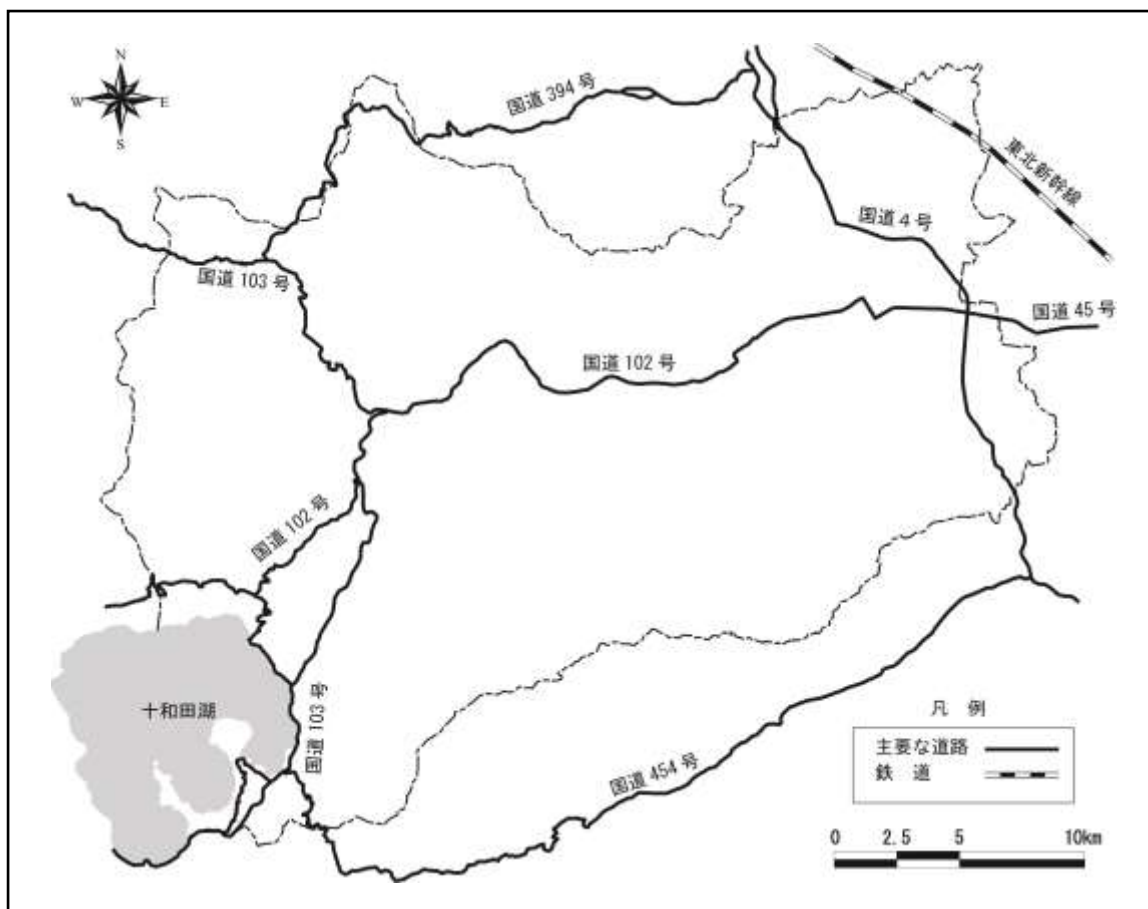 N
W E
S
国道 394 号
東北新幹線
国道 4 号
国道 103 号
国道 45 号
国道 102 号
国道 102 号
十和田湖
国道 103 号
国道 454 号
凡 例
主要な道路
鉄 道
0 2.5 5 10km